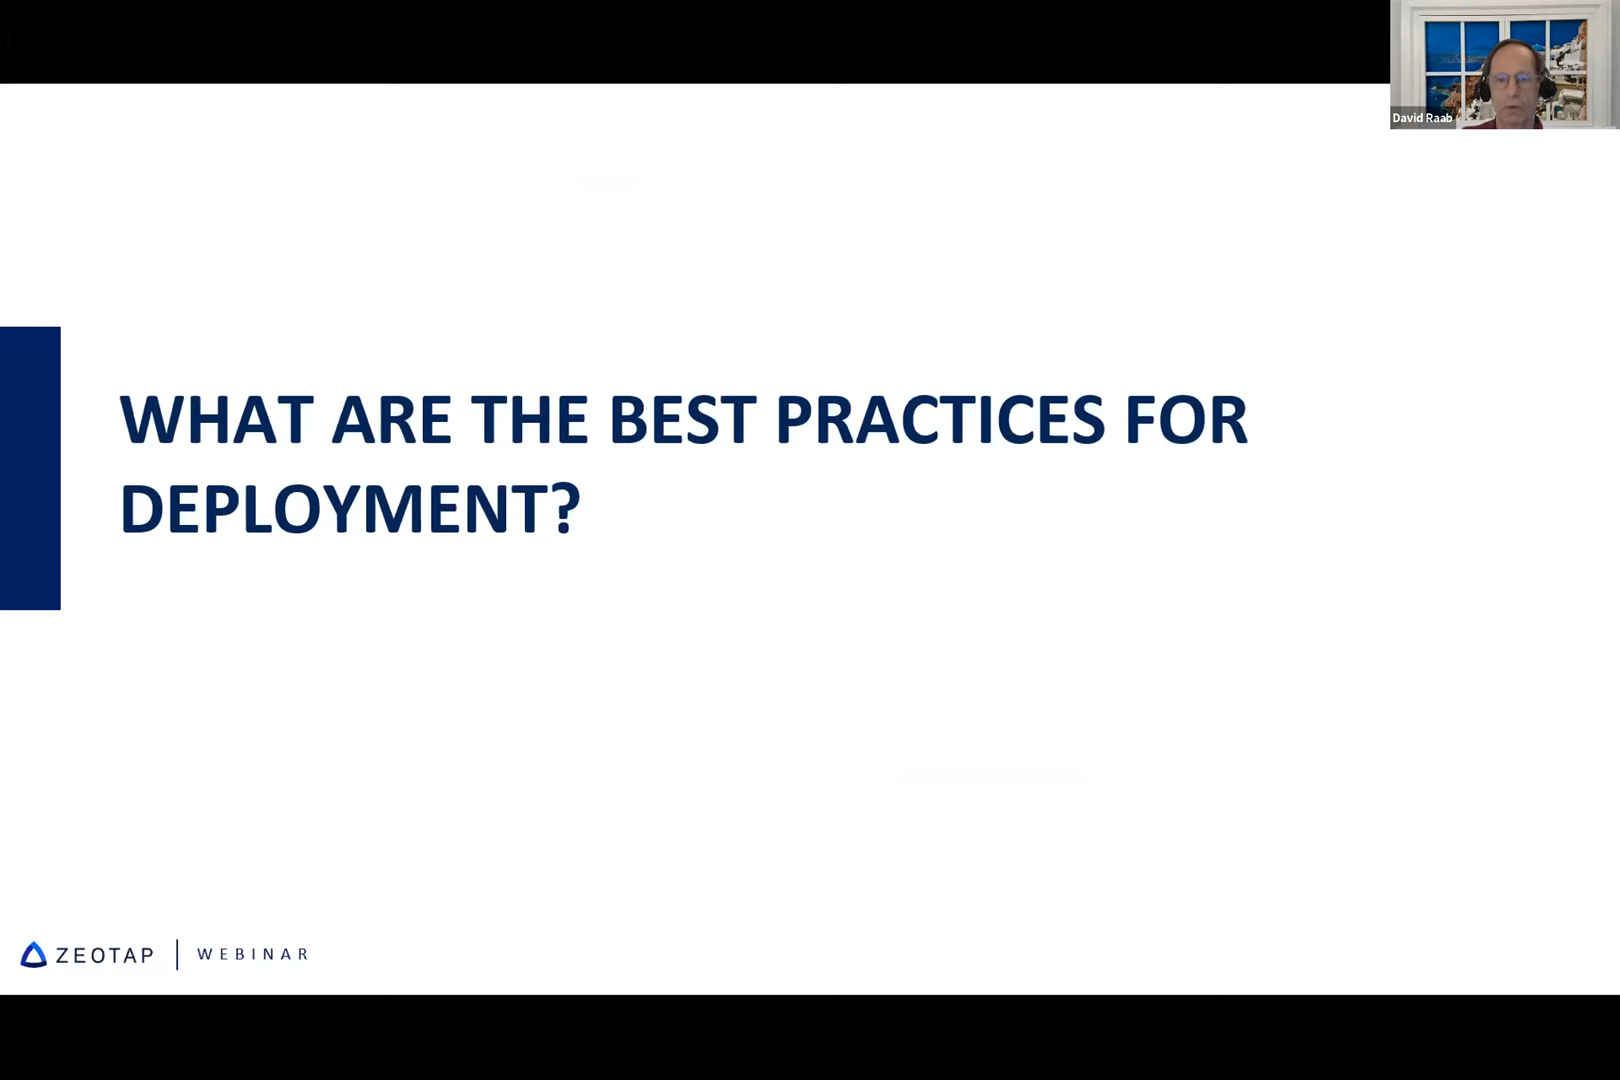 David Raab
WHAT ARE THE BEST PRACTICES FOR
DEPLOYMENT?
ZEOTAP | WEBINAR